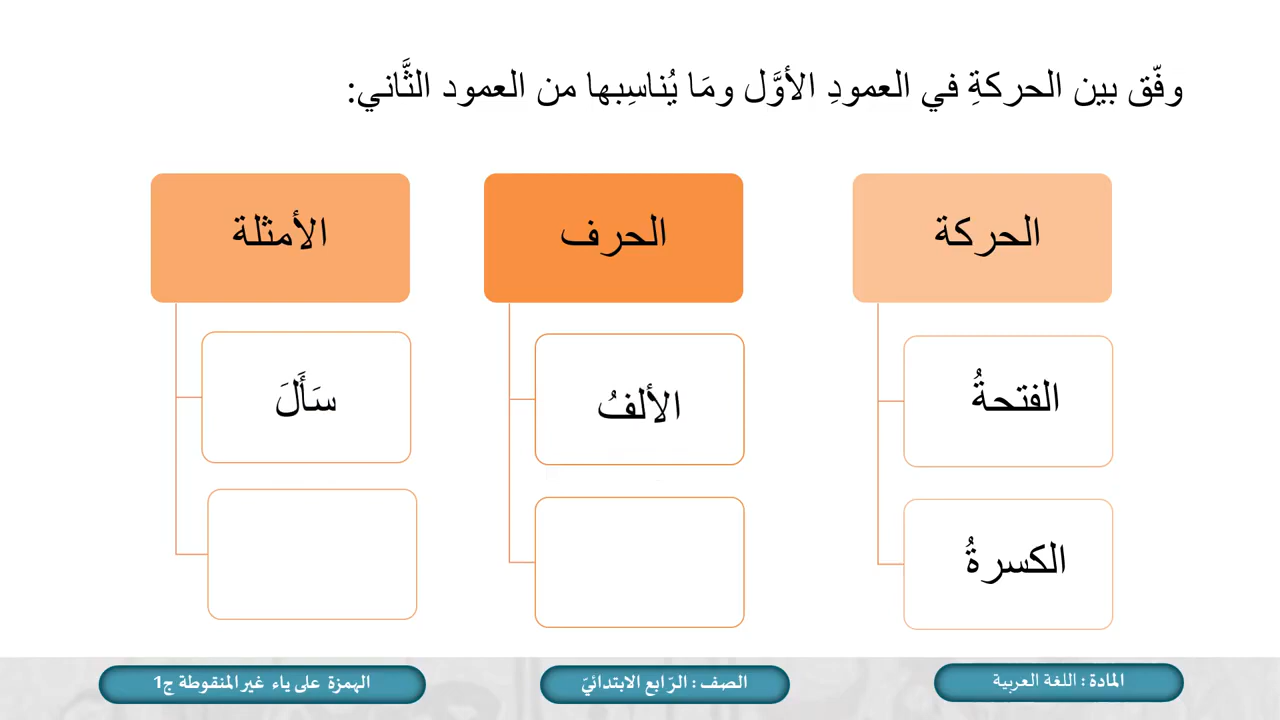 وفّق بين الحركةِ في العمودِ الأوَّل ومَا يُناسِبها من العمود الثَّاني:
الحركة
الحرف
الأمثلة
الفتحةُ
الألفُ
سَأَلَ
الكسرةُ
المادة : اللغة العربية
الصف : الرّابع الابتدائيّ
الهمزة على ياء غير المنقوطة ج1